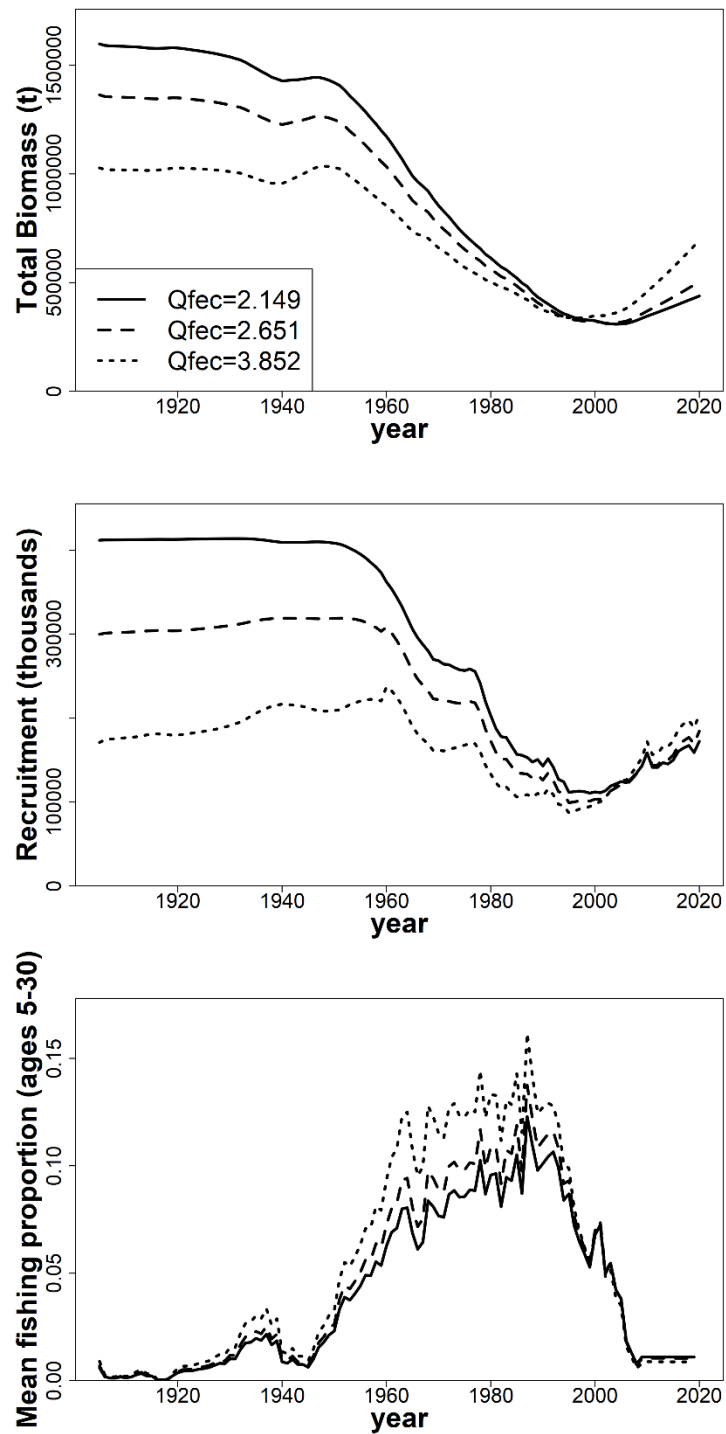 Total Biomass (t)
1500000
1000000
500000
0
Qfec=2.149
Qfec=2.651
Qfec=3.852
1920 1940 1960 1980 2000 2020
year
Recruitment (thousands)
300000
100000
0
1920 1940 1960 1980 2000 2020
year
Mean fishing proportion (ages 5-30)
0.15
0.10
0.05
0.00
1920 1940 1960 1980 2000 2020
year